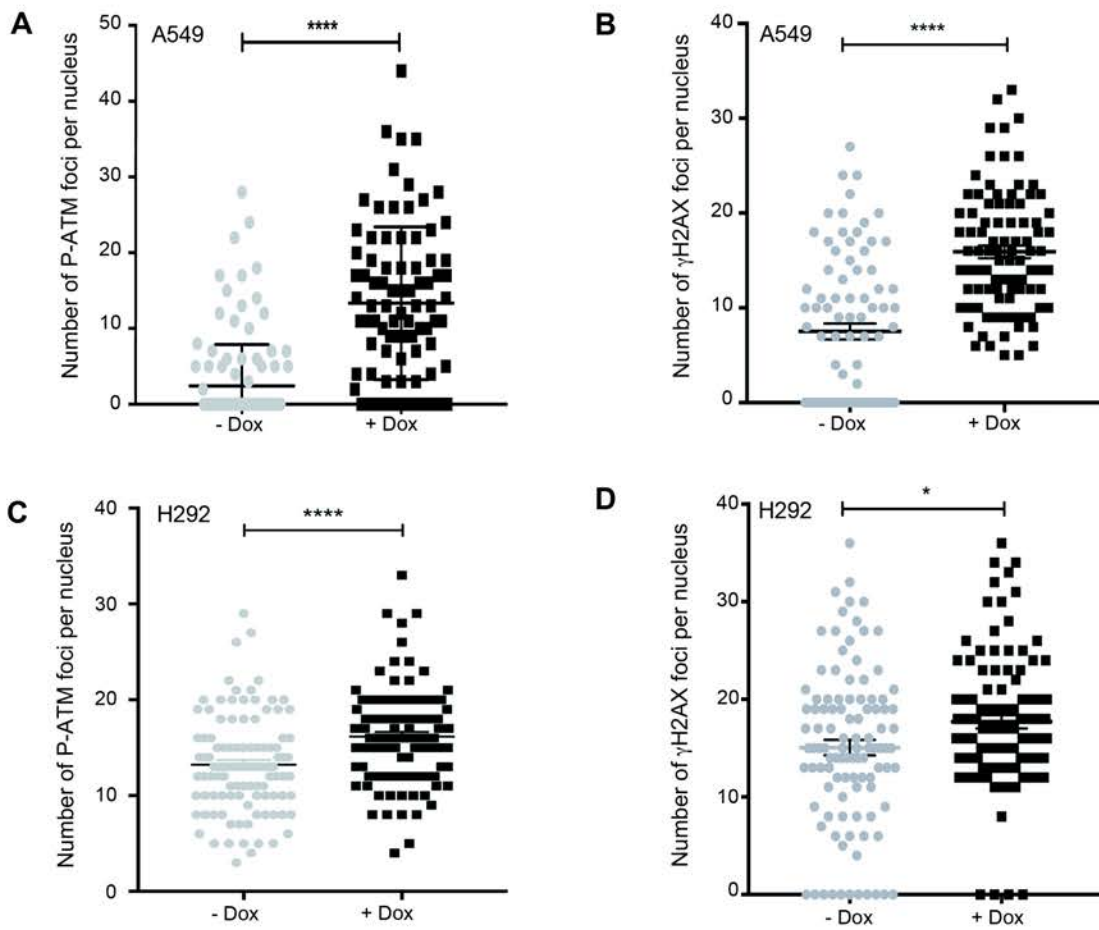 A
A549
****
Number of P-ATM foci per nucleus
50
40
30
20
10
0
- Dox
+ Dox
B
A549
****
Number of γH2AX foci per nucleus
40
30
20
10
0
- Dox
+ Dox
C
H292
****
Number of P-ATM foci per nucleus
40
30
20
10
0
- Dox
+ Dox
D
H292
*
Number of γH2AX foci per nucleus
40
30
20
10
0
- Dox
+ Dox